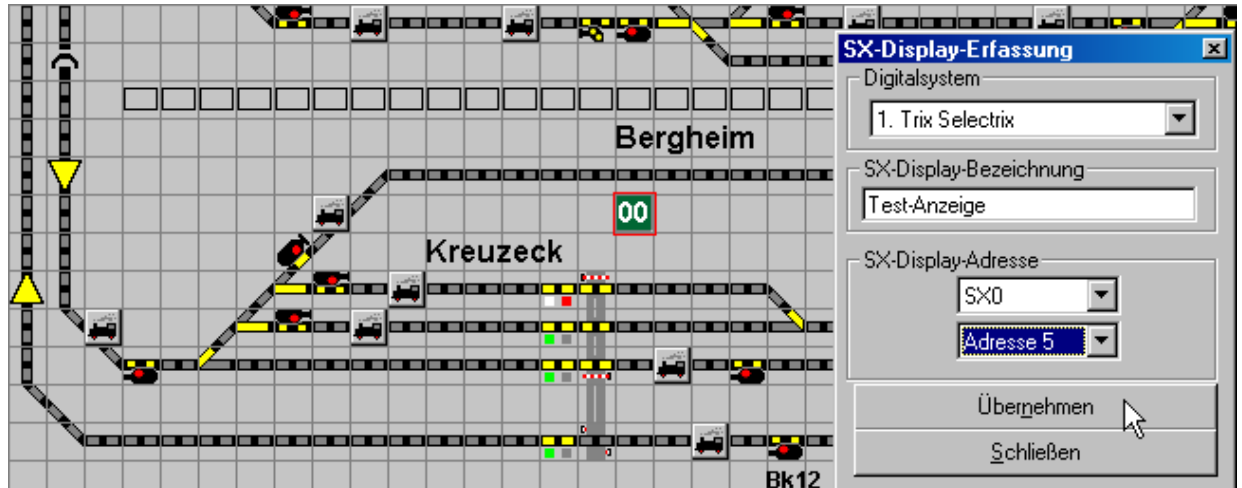 Bergheim
00
Kreuzeck
Bk12
SX-Display-Erfassung
Digitalsystem
1. Trix Selectrix
SX-Display-Bezeichnung
Test-Anzeige
SX-Display-Adresse
SX0
Adresse 5
Übernehmen
Schließen